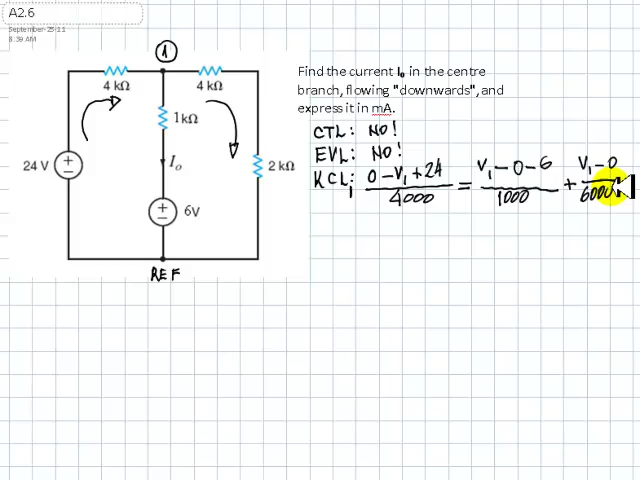 A2.6
September-25-11
8:39 AM
1
4 kΩ
4 kΩ
1 kΩ
24 V
Io
2 kΩ
6V
REF
Find the current Io in the centre
branch, flowing "downwards", and
express it in mA.
CTL: NO!
EVL: NO!
KCL1: (0 - V1 + 24)/4000 = (V1 - 0 - 6)/1000 + (V1 - 0)/6000